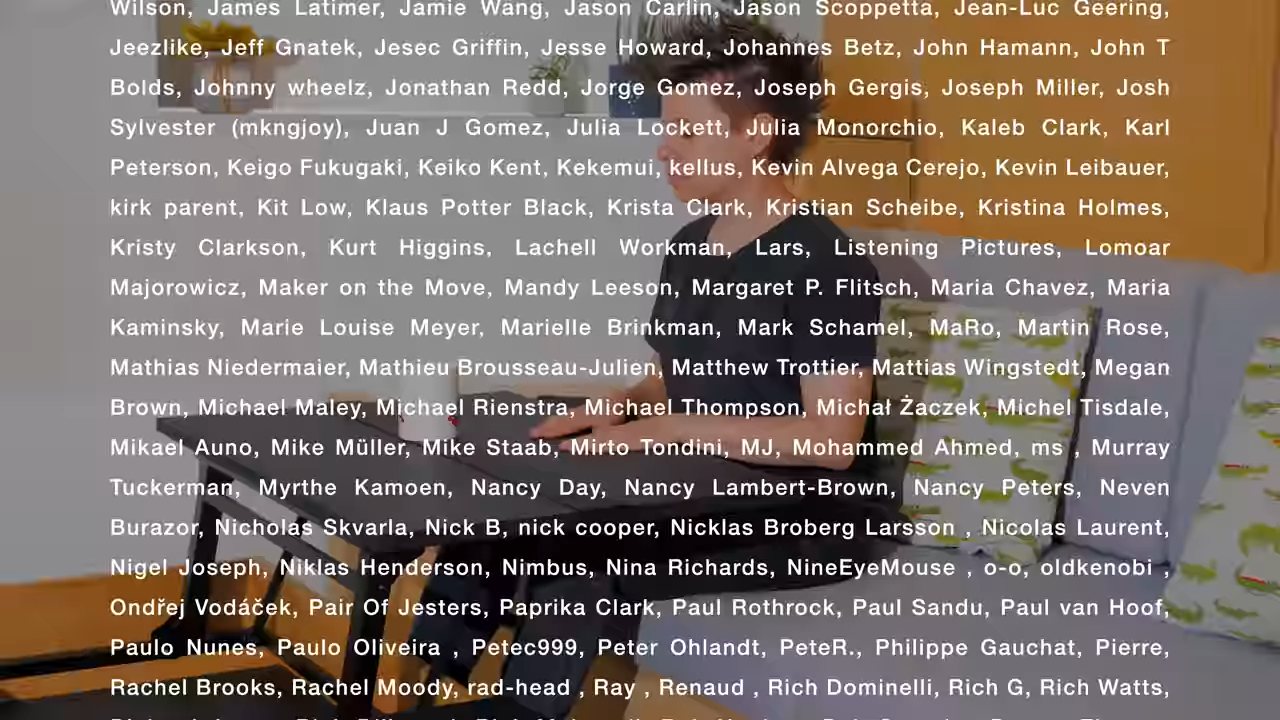 Wilson, James Latimer, Jamie Wang, Jason Carlin, Jason Scoppetta, Jean-Luc Geering,
Jeezlike, Jeff Gnatek, Jesec Griffin, Jesse Howard, Johannes Betz, John Hamann, John T
Bolds, Johnny wheelz, Jonathan Redd, Jorge Gomez, Joseph Gergis, Joseph Miller, Josh
Sylvester (mkngjoy), Juan J Gomez, Julia Lockett, Julia Monorchio, Kaleb Clark, Karl
Peterson, Keigo Fukugaki, Keiko Kent, Kekemui, kellus, Kevin Alvega Cerejo, Kevin Leibauer,
kirk parent, Kit Low, Klaus Potter Black, Krista Clark, Kristian Scheibe, Kristina Holmes,
Kristy Clarkson, Kurt Higgins, Lachell Workman, Lars, Listening Pictures, Lomoar
Majorowicz, Maker on the Move, Mandy Leeson, Margaret P. Flitsch, Maria Chavez, Maria
Kaminsky, Marie Louise Meyer, Marielle Brinkman, Mark Schamel, MaRo, Martin Rose,
Mathias Niedermaier, Mathieu Brousseau-Julien, Matthew Trottier, Mattias Wingstedt, Megan
Brown, Michael Maley, Michael Rienstra, Michael Thompson, Michał Żaczek, Michel Tisdale,
Mikael Auno, Mike Müller, Mike Staab, Mirto Tondini, MJ, Mohammed Ahmed, ms , Murray
Tuckerman, Myrthe Kamoen, Nancy Day, Nancy Lambert-Brown, Nancy Peters, Neven
Burazor, Nicholas Skvarla, Nick B, nick cooper, Nicklas Broberg Larsson , Nicolas Laurent,
Nigel Joseph, Niklas Henderson, Nimbus, Nina Richards, NineEyeMouse , o-o, oldkenobi ,
Ondřej Vodáček, Pair Of Jesters, Paprika Clark, Paul Rothrock, Paul Sandu, Paul van Hoof,
Paulo Nunes, Paulo Oliveira , Petec999, Peter Ohlandt, PeteR., Philippe Gauchat, Pierre,
Rachel Brooks, Rachel Moody, rad-head , Ray , Renaud , Rich Dominelli, Rich G, Rich Watts,